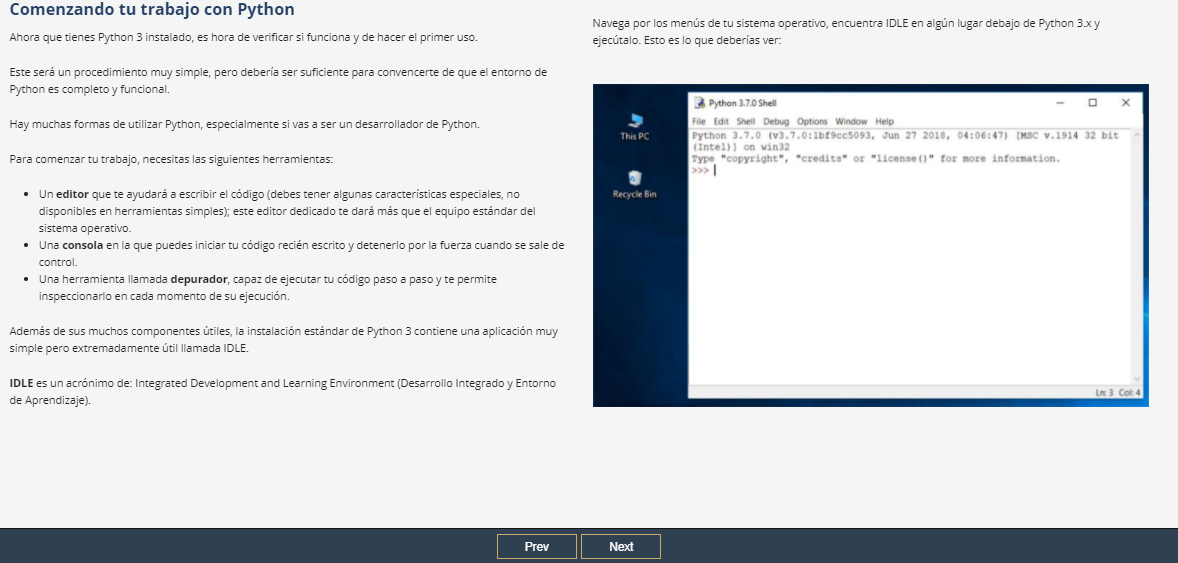 Comenzando tu trabajo con Python
Ahora que tienes Python 3 instalado, es hora de verificar si funciona y de hacer el primer uso.
Este será un procedimiento muy simple, pero debería ser suficiente para convencerte de que el entorno de
Python es completo y funcional.
Hay muchas formas de utilizar Python, especialmente si vas a ser un desarrollador de Python.
Para comenzar tu trabajo, necesitas las siguientes herramientas:
• Un editor que te ayudará a escribir el código (debes tener algunas características especiales, no
disponibles en herramientas simples); este editor dedicado te dará más que el equipo estándar del
sistema operativo.
• Una consola en la que puedes iniciar tu código recién escrito y detenerlo por la fuerza cuando se sale de
control.
• Una herramienta llamada depurador, capaz de ejecutar tu código paso a paso y te permite
inspeccionarlo en cada momento de su ejecución.
Además de sus muchos componentes útiles, la instalación estándar de Python 3 contiene una aplicación muy
simple pero extremadamente útil llamada IDLE.
IDLE es un acrónimo de: Integrated Development and Learning Environment (Desarrollo Integrado y Entorno
de Aprendizaje).
Navega por los menús de tu sistema operativo, encuentra IDLE en algún lugar debajo de Python 3.x y
ejecútalo. Esto es lo que deberías ver:
This PC
Recycle Bin
Python 3.7.0 Shell
File Edit Shell Debug Options Window Help
Python 3.7.0 (v3.7.0:1bf9cc5093, Jun 27 2018, 04:06:47) [MSC v.1914 32 bit
(Intel)] on win32
Type "copyright", "credits" or "license()" for more information.
>>>
Ln: 3 Col: 4
Prev
Next